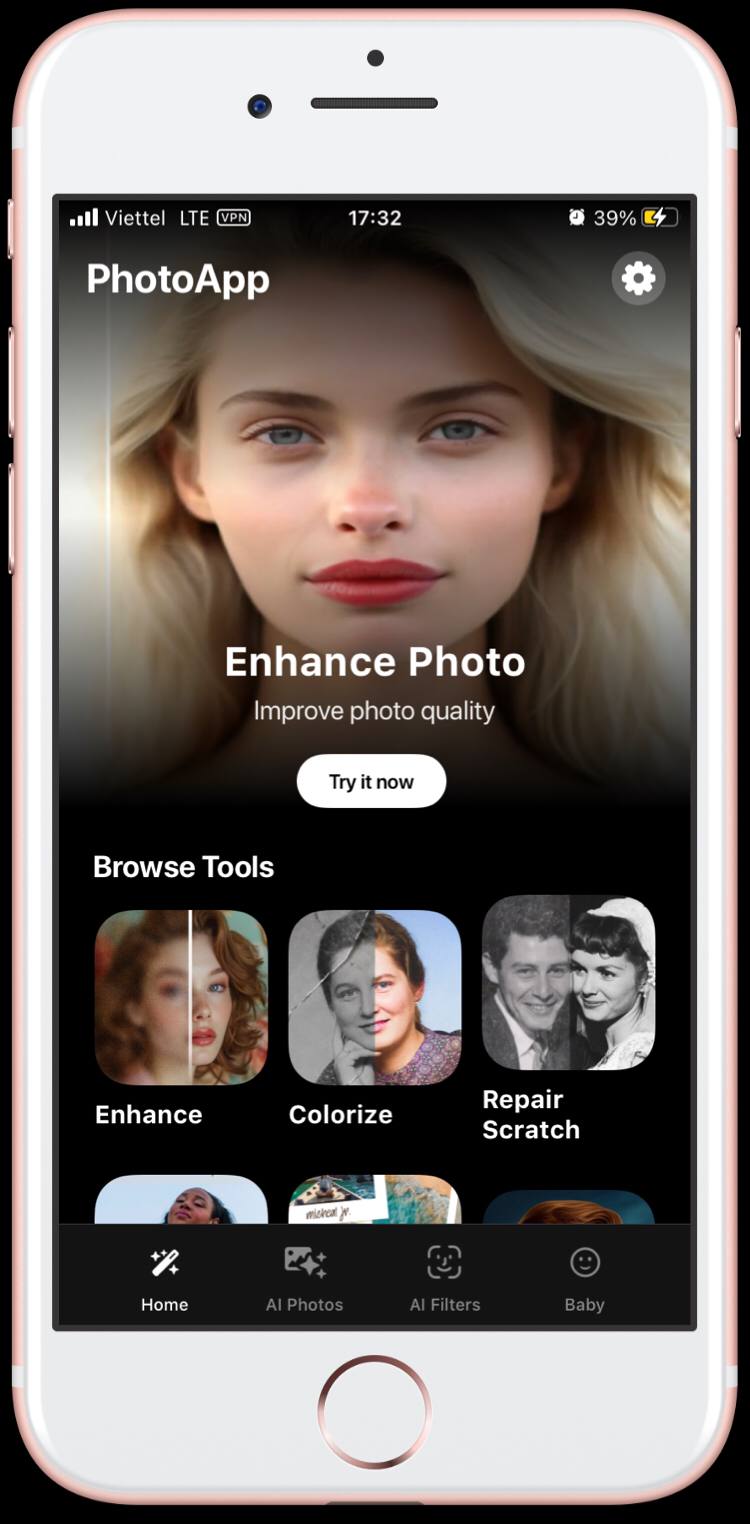 Viettel LTE VPN 17:32 39%
PhotoApp
Enhance Photo
Improve photo quality
Try it now
Browse Tools
Enhance
Colorize
Repair
Scratch
micheal jr.
Home
AI Photos
AI Filters
Baby